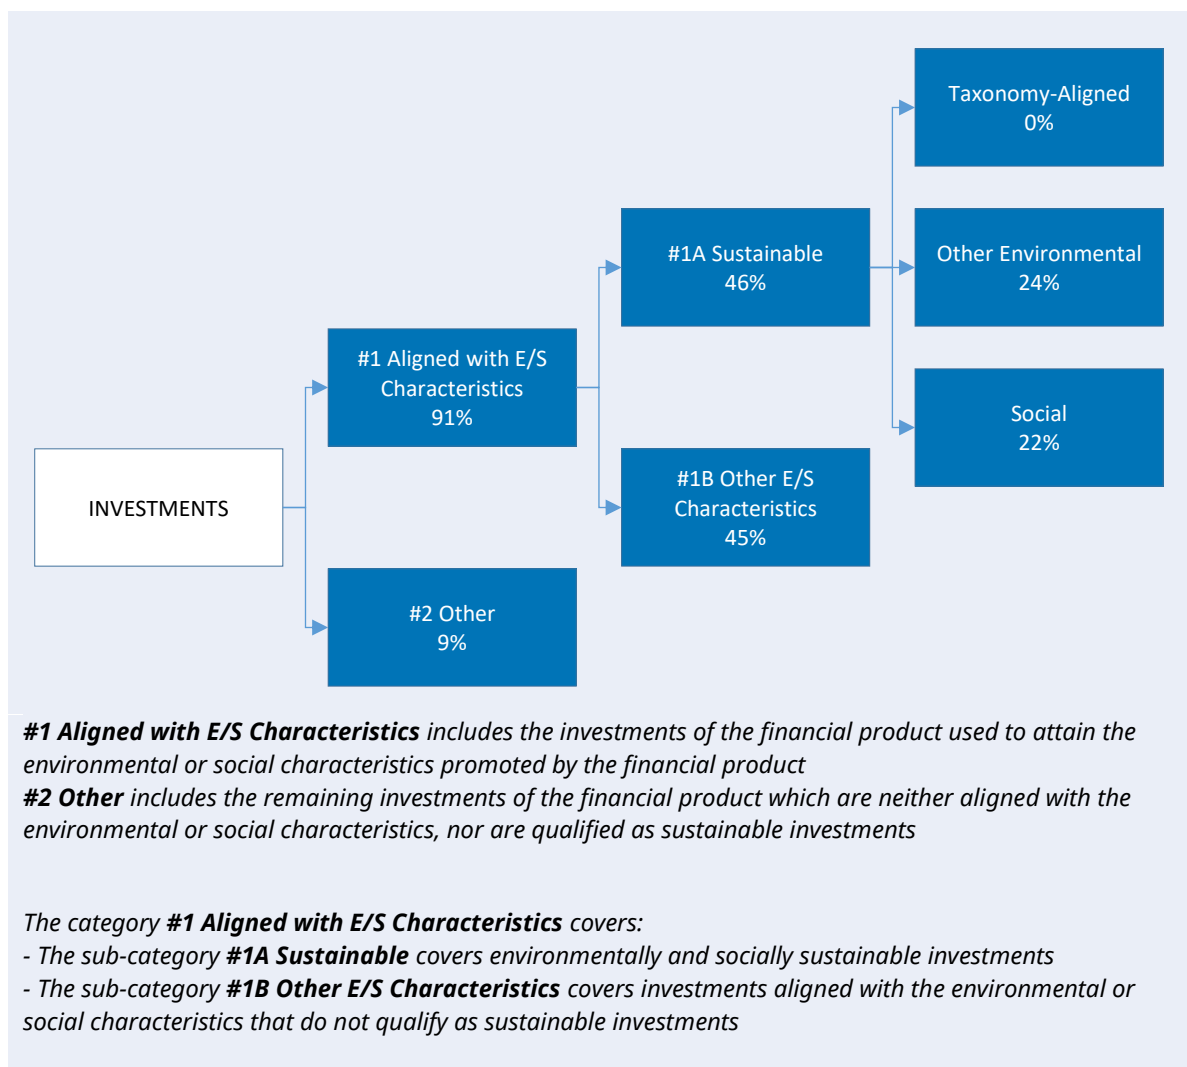 Taxonomy-Aligned
0%
#1A Sustainable
46%
Other Environmental
24%
#1 Aligned with E/S
Characteristics
91%
Social
22%
INVESTMENTS
#1B Other E/S
Characteristics
45%
#2 Other
9%
#1 Aligned with E/S Characteristics includes the investments of the financial product used to attain the
environmental or social characteristics promoted by the financial product
#2 Other includes the remaining investments of the financial product which are neither aligned with the
environmental or social characteristics, nor are qualified as sustainable investments
The category #1 Aligned with E/S Characteristics covers:
- The sub-category #1A Sustainable covers environmentally and socially sustainable investments
- The sub-category #1B Other E/S Characteristics covers investments aligned with the environmental or
social characteristics that do not qualify as sustainable investments